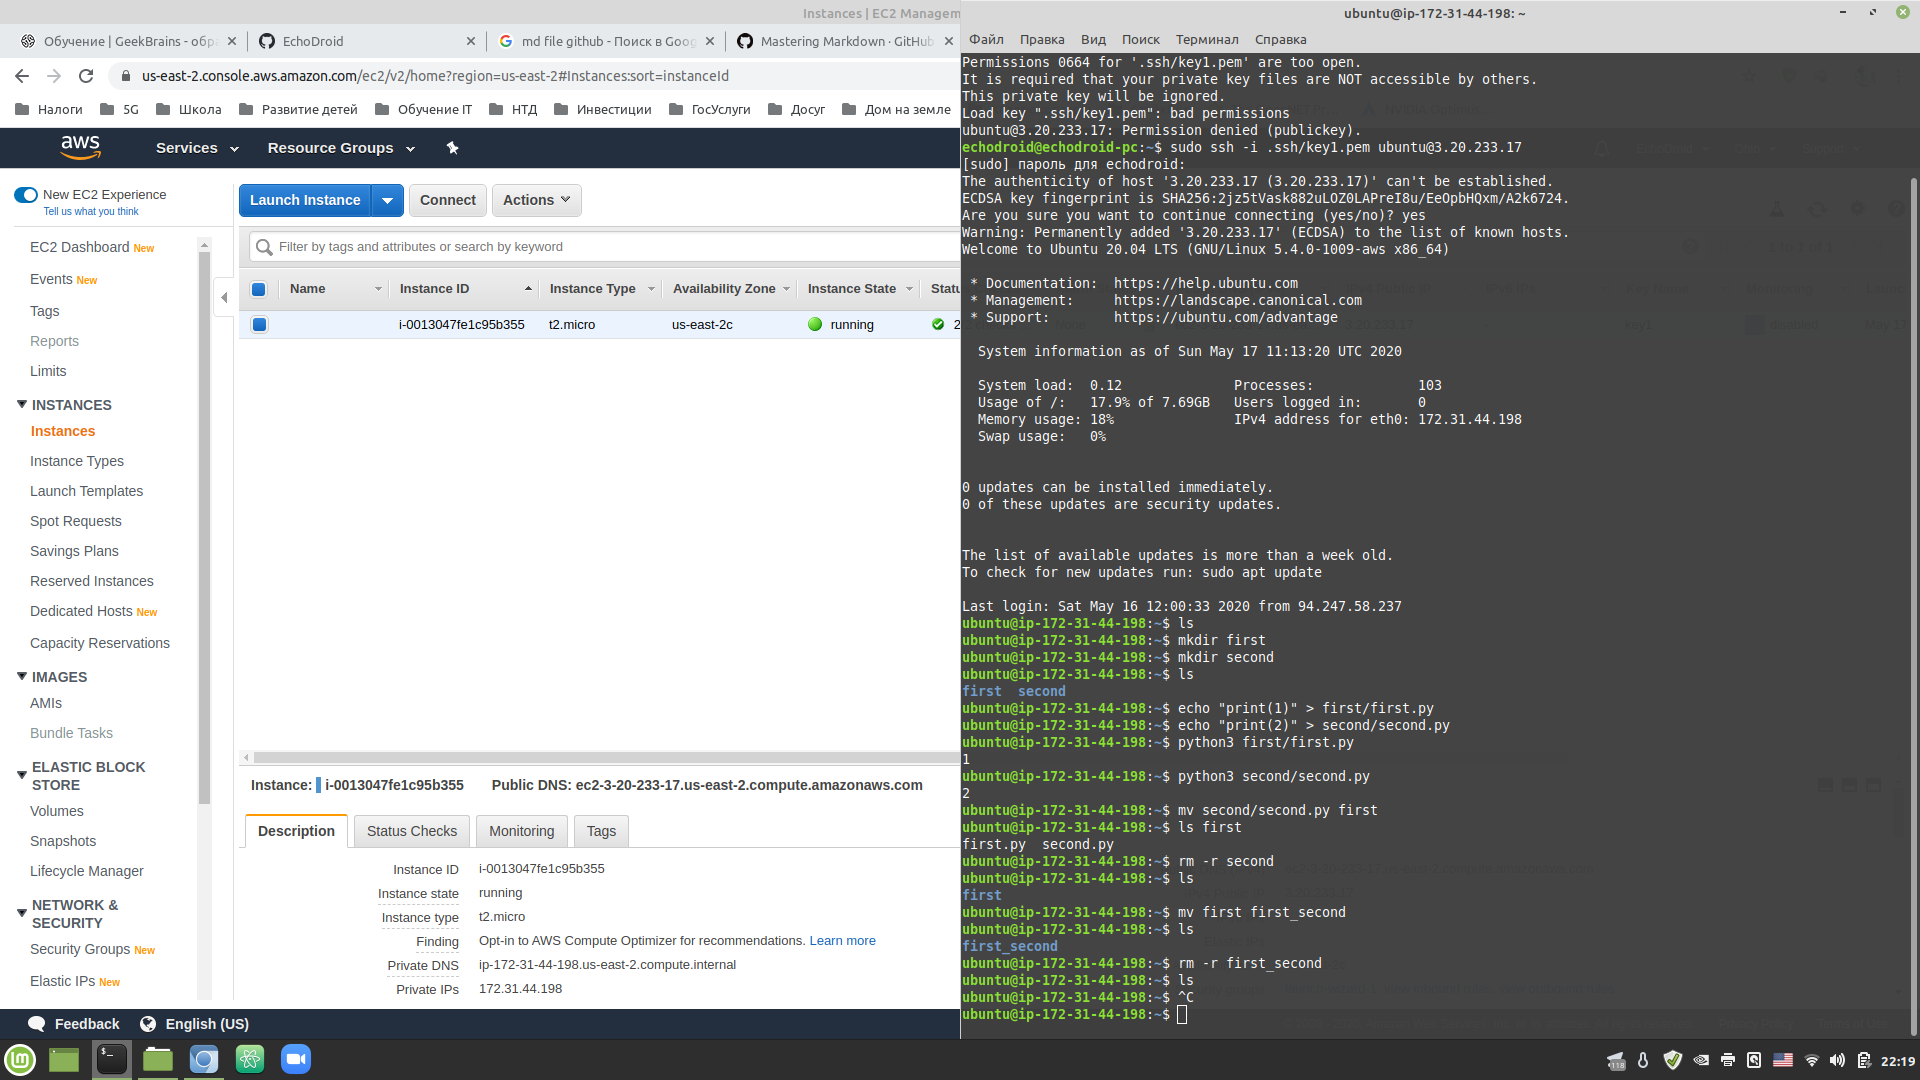 Instances | EC2 Managem
ubuntu@ip-172-31-44-198: ~
Обучение | GeekBrains - обра
EchoDroid
md file github - Поиск в Goog
Mastering Markdown · GitHub
Файл Правка Вид Поиск Терминал Справка
us-east-2.console.aws.amazon.com/ec2/v2/home?region=us-east-2#Instances:sort=instanceId
Налоги 5G Школа Развитие детей Обучение IT НТД Инвестиции ГосУслуги Досуг Дом на земле
aws Services Resource Groups
New EC2 Experience
Tell us what you think
EC2 Dashboard New
Events New
Tags
Reports
Limits
INSTANCES
Instances
Instance Types
Launch Templates
Spot Requests
Savings Plans
Reserved Instances
Dedicated Hosts New
Capacity Reservations
IMAGES
AMIs
Bundle Tasks
ELASTIC BLOCK
STORE
Volumes
Snapshots
Lifecycle Manager
NETWORK &
SECURITY
Security Groups New
Elastic IPs New
Launch Instance Connect Actions
Filter by tags and attributes or search by keyword
Name Instance ID Instance Type Availability Zone Instance State Statu
i-0013047fe1c95b355 t2.micro us-east-2c running 2
Instance: i-0013047fe1c95b355 Public DNS: ec2-3-20-233-17.us-east-2.compute.amazonaws.com
Description Status Checks Monitoring Tags
Instance ID i-0013047fe1c95b355
Instance state running
Instance type t2.micro
Finding Opt-in to AWS Compute Optimizer for recommendations. Learn more
Private DNS ip-172-31-44-198.us-east-2.compute.internal
Private IPs 172.31.44.198
Feedback English (US)
Permissions 0664 for '.ssh/key1.pem' are too open.
It is required that your private key files are NOT accessible by others.
This private key will be ignored.
Load key ".ssh/key1.pem": bad permissions
ubuntu@3.20.233.17: Permission denied (publickey).
echodroid@echodroid-pc:~$ sudo ssh -i .ssh/key1.pem ubuntu@3.20.233.17
[sudo] пароль для echodroid:
The authenticity of host '3.20.233.17 (3.20.233.17)' can't be established.
ECDSA key fingerprint is SHA256:2jz5tVask882uLOZ0LAPreI8u/EeOpbHQxm/A2k6724.
Are you sure you want to continue connecting (yes/no)? yes
Warning: Permanently added '3.20.233.17' (ECDSA) to the list of known hosts.
Welcome to Ubuntu 20.04 LTS (GNU/Linux 5.4.0-1009-aws x86_64)
* Documentation: https://help.ubuntu.com
* Management: https://landscape.canonical.com
* Support: https://ubuntu.com/advantage
System information as of Sun May 17 11:13:20 UTC 2020
System load: 0.12 Processes: 103
Usage of /: 17.9% of 7.69GB Users logged in: 0
Memory usage: 18% IPv4 address for eth0: 172.31.44.198
Swap usage: 0%
0 updates can be installed immediately.
0 of these updates are security updates.
The list of available updates is more than a week old.
To check for new updates run: sudo apt update
Last login: Sat May 16 12:00:33 2020 from 94.247.58.237
ubuntu@ip-172-31-44-198:~$ ls
ubuntu@ip-172-31-44-198:~$ mkdir first
ubuntu@ip-172-31-44-198:~$ mkdir second
ubuntu@ip-172-31-44-198:~$ ls
first second
ubuntu@ip-172-31-44-198:~$ echo "print(1)" > first/first.py
ubuntu@ip-172-31-44-198:~$ echo "print(2)" > second/second.py
ubuntu@ip-172-31-44-198:~$ python3 first/first.py
1
ubuntu@ip-172-31-44-198:~$ python3 second/second.py
2
ubuntu@ip-172-31-44-198:~$ mv second/second.py first
ubuntu@ip-172-31-44-198:~$ ls first
first.py second.py
ubuntu@ip-172-31-44-198:~$ rm -r second
ubuntu@ip-172-31-44-198:~$ ls
first
ubuntu@ip-172-31-44-198:~$ mv first first_second
ubuntu@ip-172-31-44-198:~$ ls
first_second
ubuntu@ip-172-31-44-198:~$ rm -r first_second
ubuntu@ip-172-31-44-198:~$ ls
ubuntu@ip-172-31-44-198:~$ ^C
ubuntu@ip-172-31-44-198:~$
118
22:19